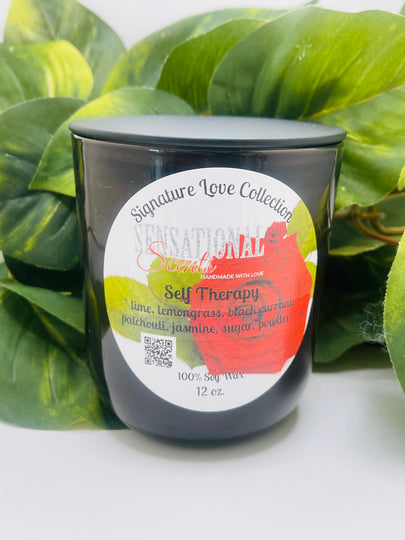 Signature Love Collection
SENSATIONAL
Scents
HANDMADE WITH LOVE
Self Therapy
lime, lemongrass, black currant,
patchouli, jasmine, sugar, powder
100% Soy Wax
12 oz.